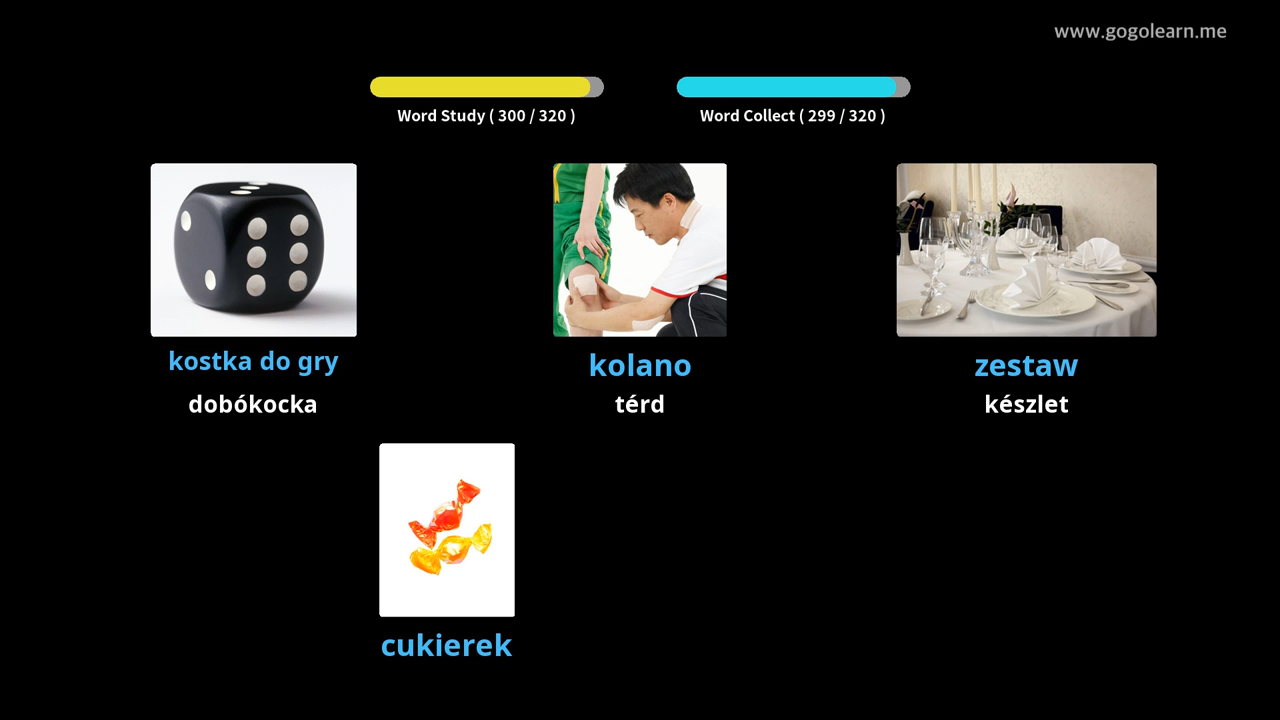 www.gogolearn.me
Word Study ( 300 / 320 )
Word Collect ( 299 / 320 )
kostka do gry
dobókocka
kolano
térd
zestaw
készlet
cukierek